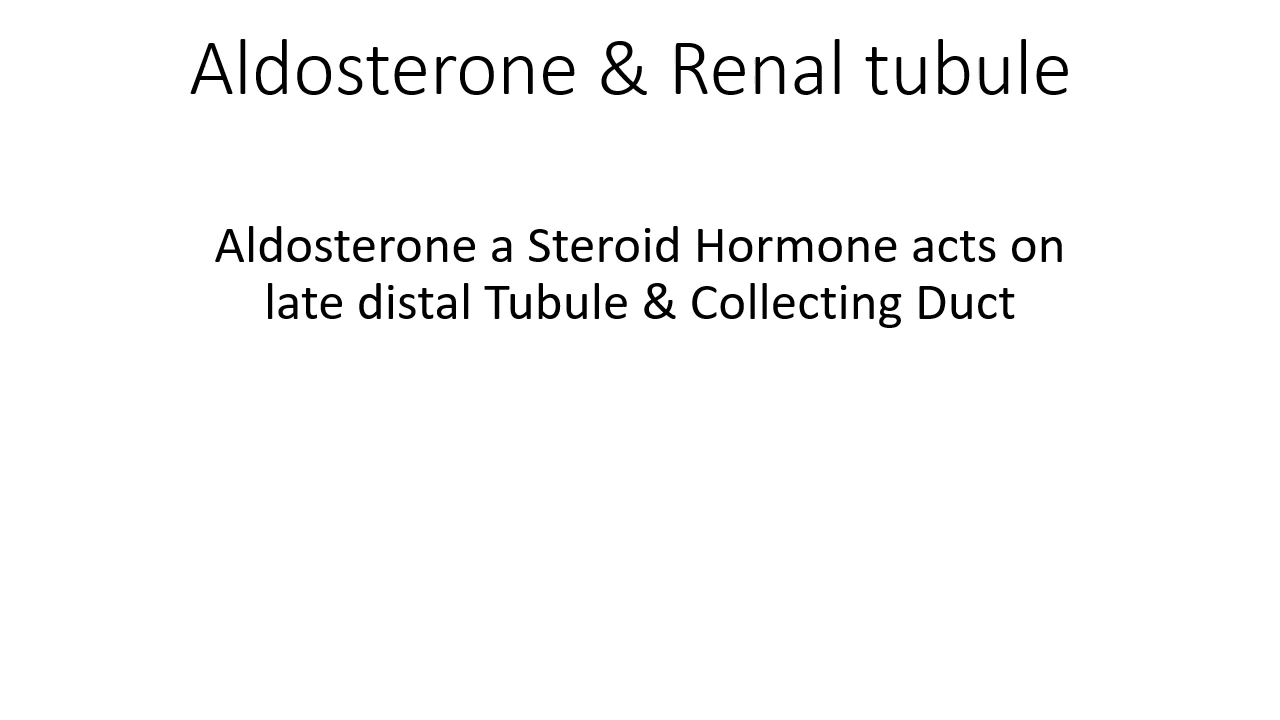 Aldosterone & Renal tubule
Aldosterone a Steroid Hormone acts on
late distal Tubule & Collecting Duct